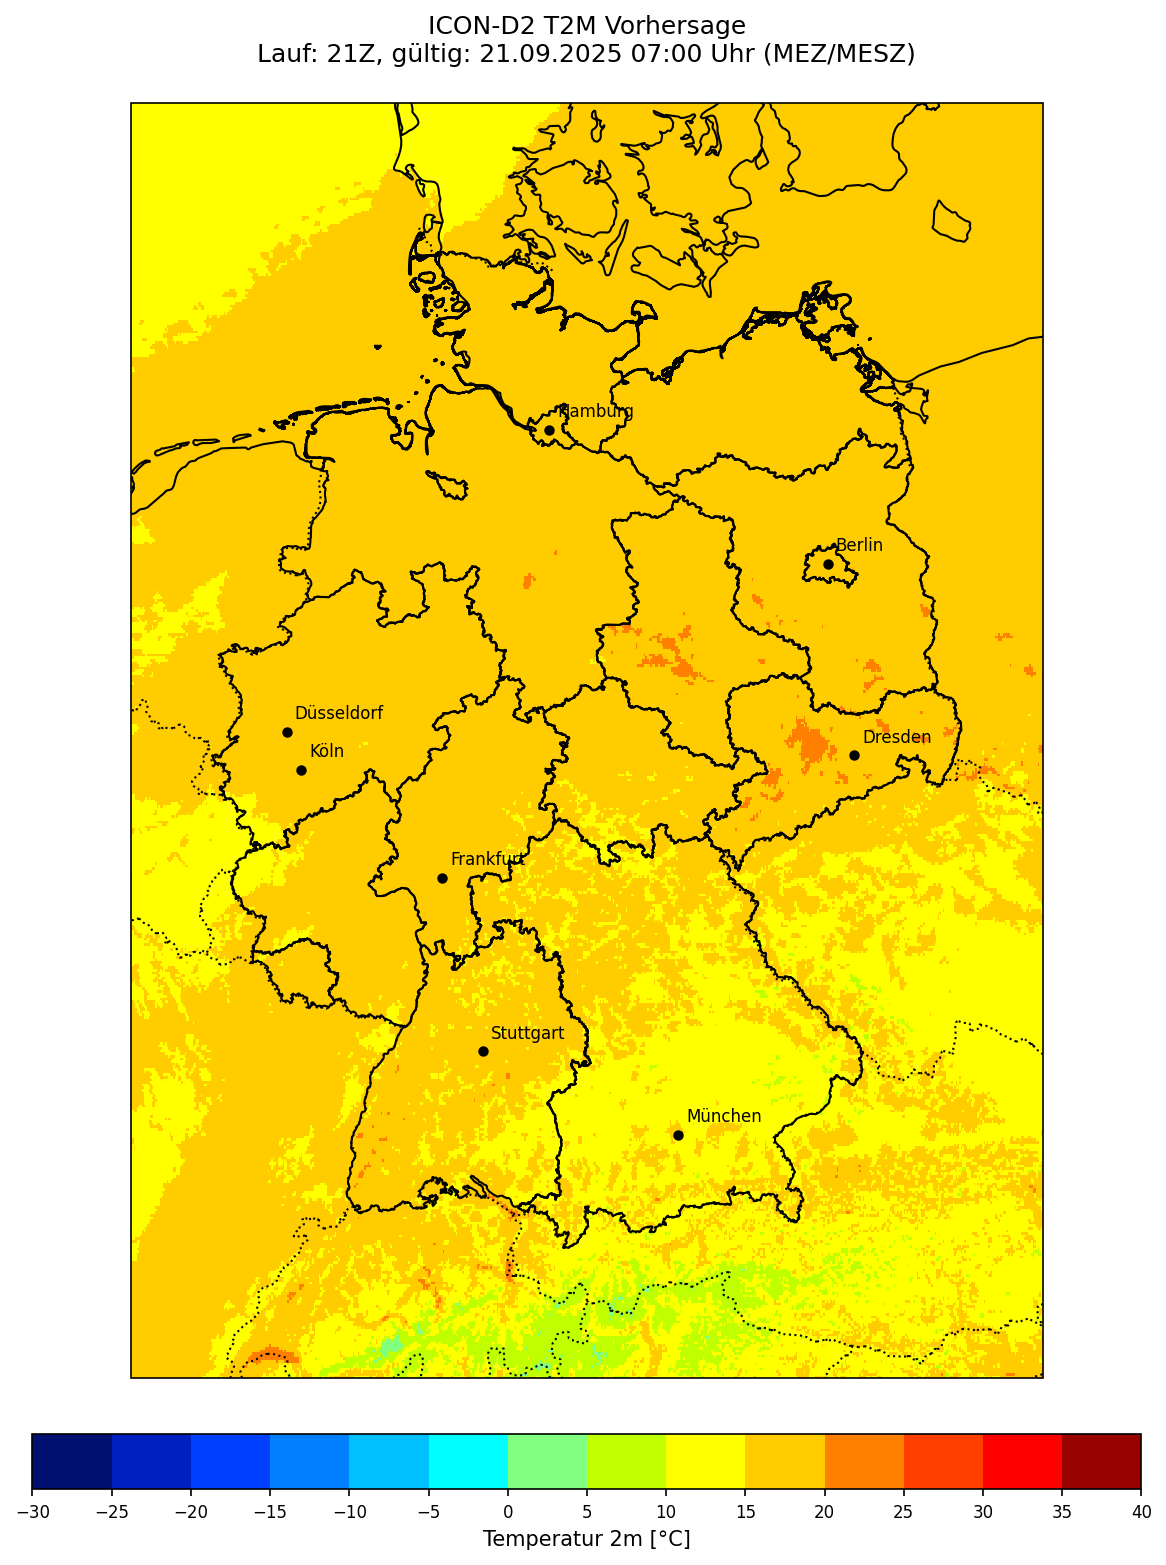 ICON-D2 T2M Vorhersage
Lauf: 21Z, gültig: 21.09.2025 07:00 Uhr (MEZ/MESZ)
Hamburg
Berlin
Düsseldorf
Köln
Dresden
Frankfurt
Stuttgart
München
−30 −25 −20 −15 −10 −5 0 5 10 15 20 25 30 35 40
Temperatur 2m [°C]